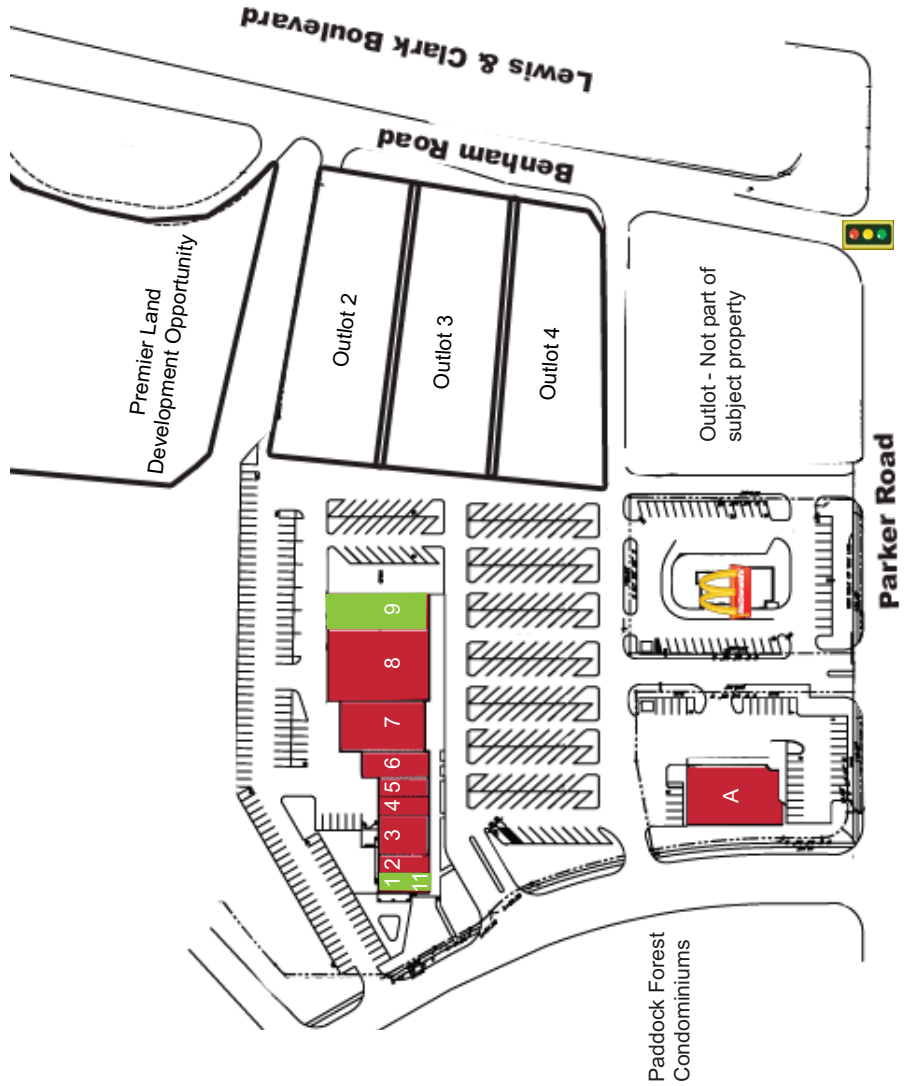 Lewis & Clark Boulevard
Benham Road
Premier Land
Development Opportunity
Outlot 2
Outlot 3
Outlot 4
Outlot - Not part of
subject property
9
8
7
6
5
4
3
2
1
11
A
Parker Road
Paddock Forest
Condominiums